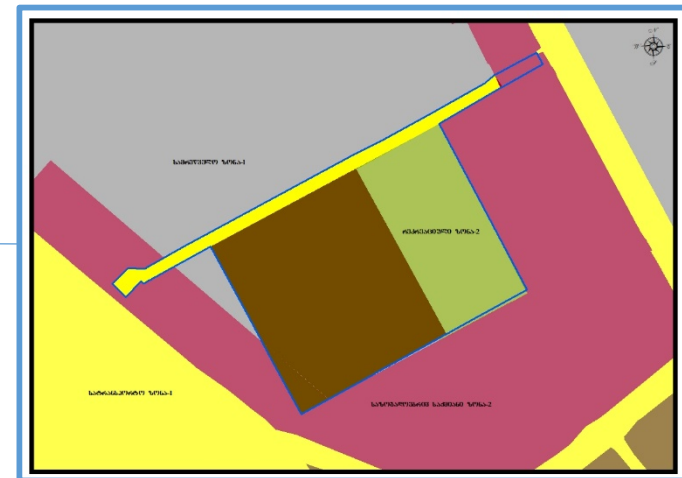 სამრეწველო ზონა-1
რეკრეაციული ზონა-2
სატრანსპორტო ზონა-1
საზოგადოებრივ საქმიანი ზონა-2